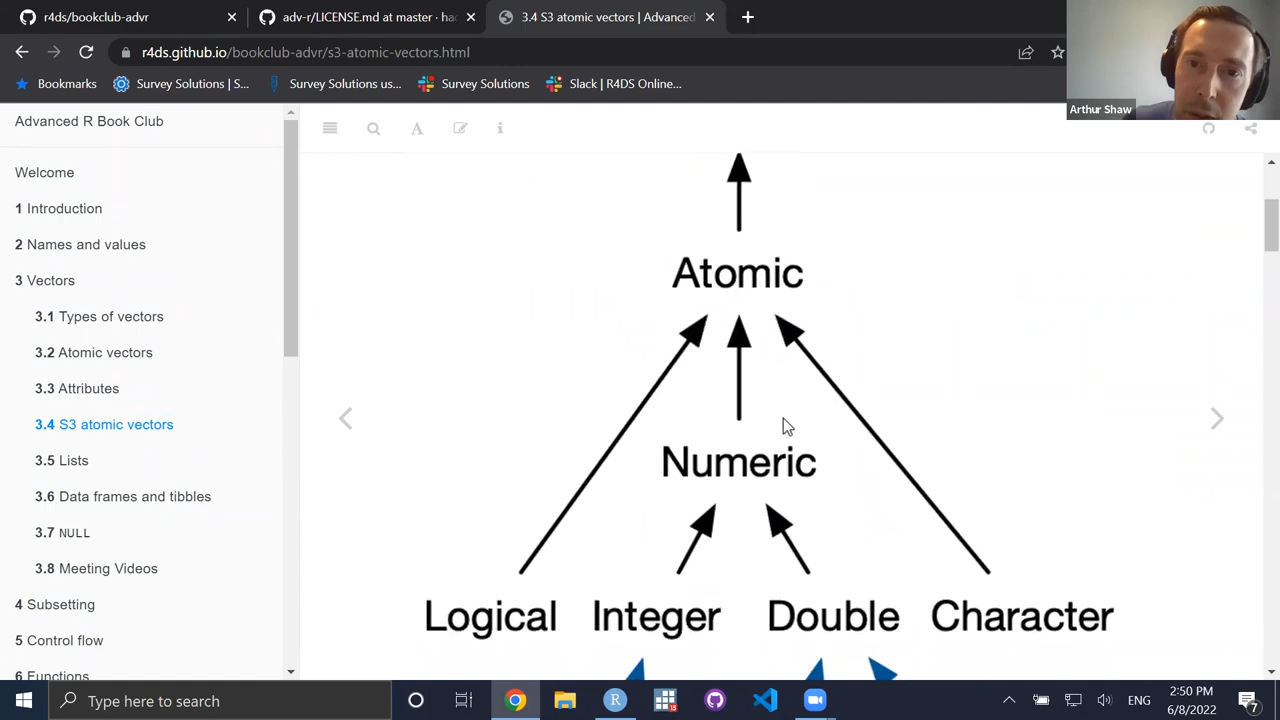 r4ds/bookclub-advr
adv-r/LICENSE.md at master · ha
3.4 S3 atomic vectors | Advanced
r4ds.github.io/bookclub-advr/s3-atomic-vectors.html
Bookmarks
Survey Solutions | S...
Survey Solutions us...
Survey Solutions
Slack | R4DS Online...
Arthur Shaw
Advanced R Book Club
Welcome
1 Introduction
2 Names and values
3 Vectors
3.1 Types of vectors
3.2 Atomic vectors
3.3 Attributes
3.4 S3 atomic vectors
3.5 Lists
3.6 Data frames and tibbles
3.7 NULL
3.8 Meeting Videos
4 Subsetting
5 Control flow
6 Functions
Atomic
Numeric
Logical Integer Double Character
Type here to search
ENG
2:50 PM
6/8/2022
7